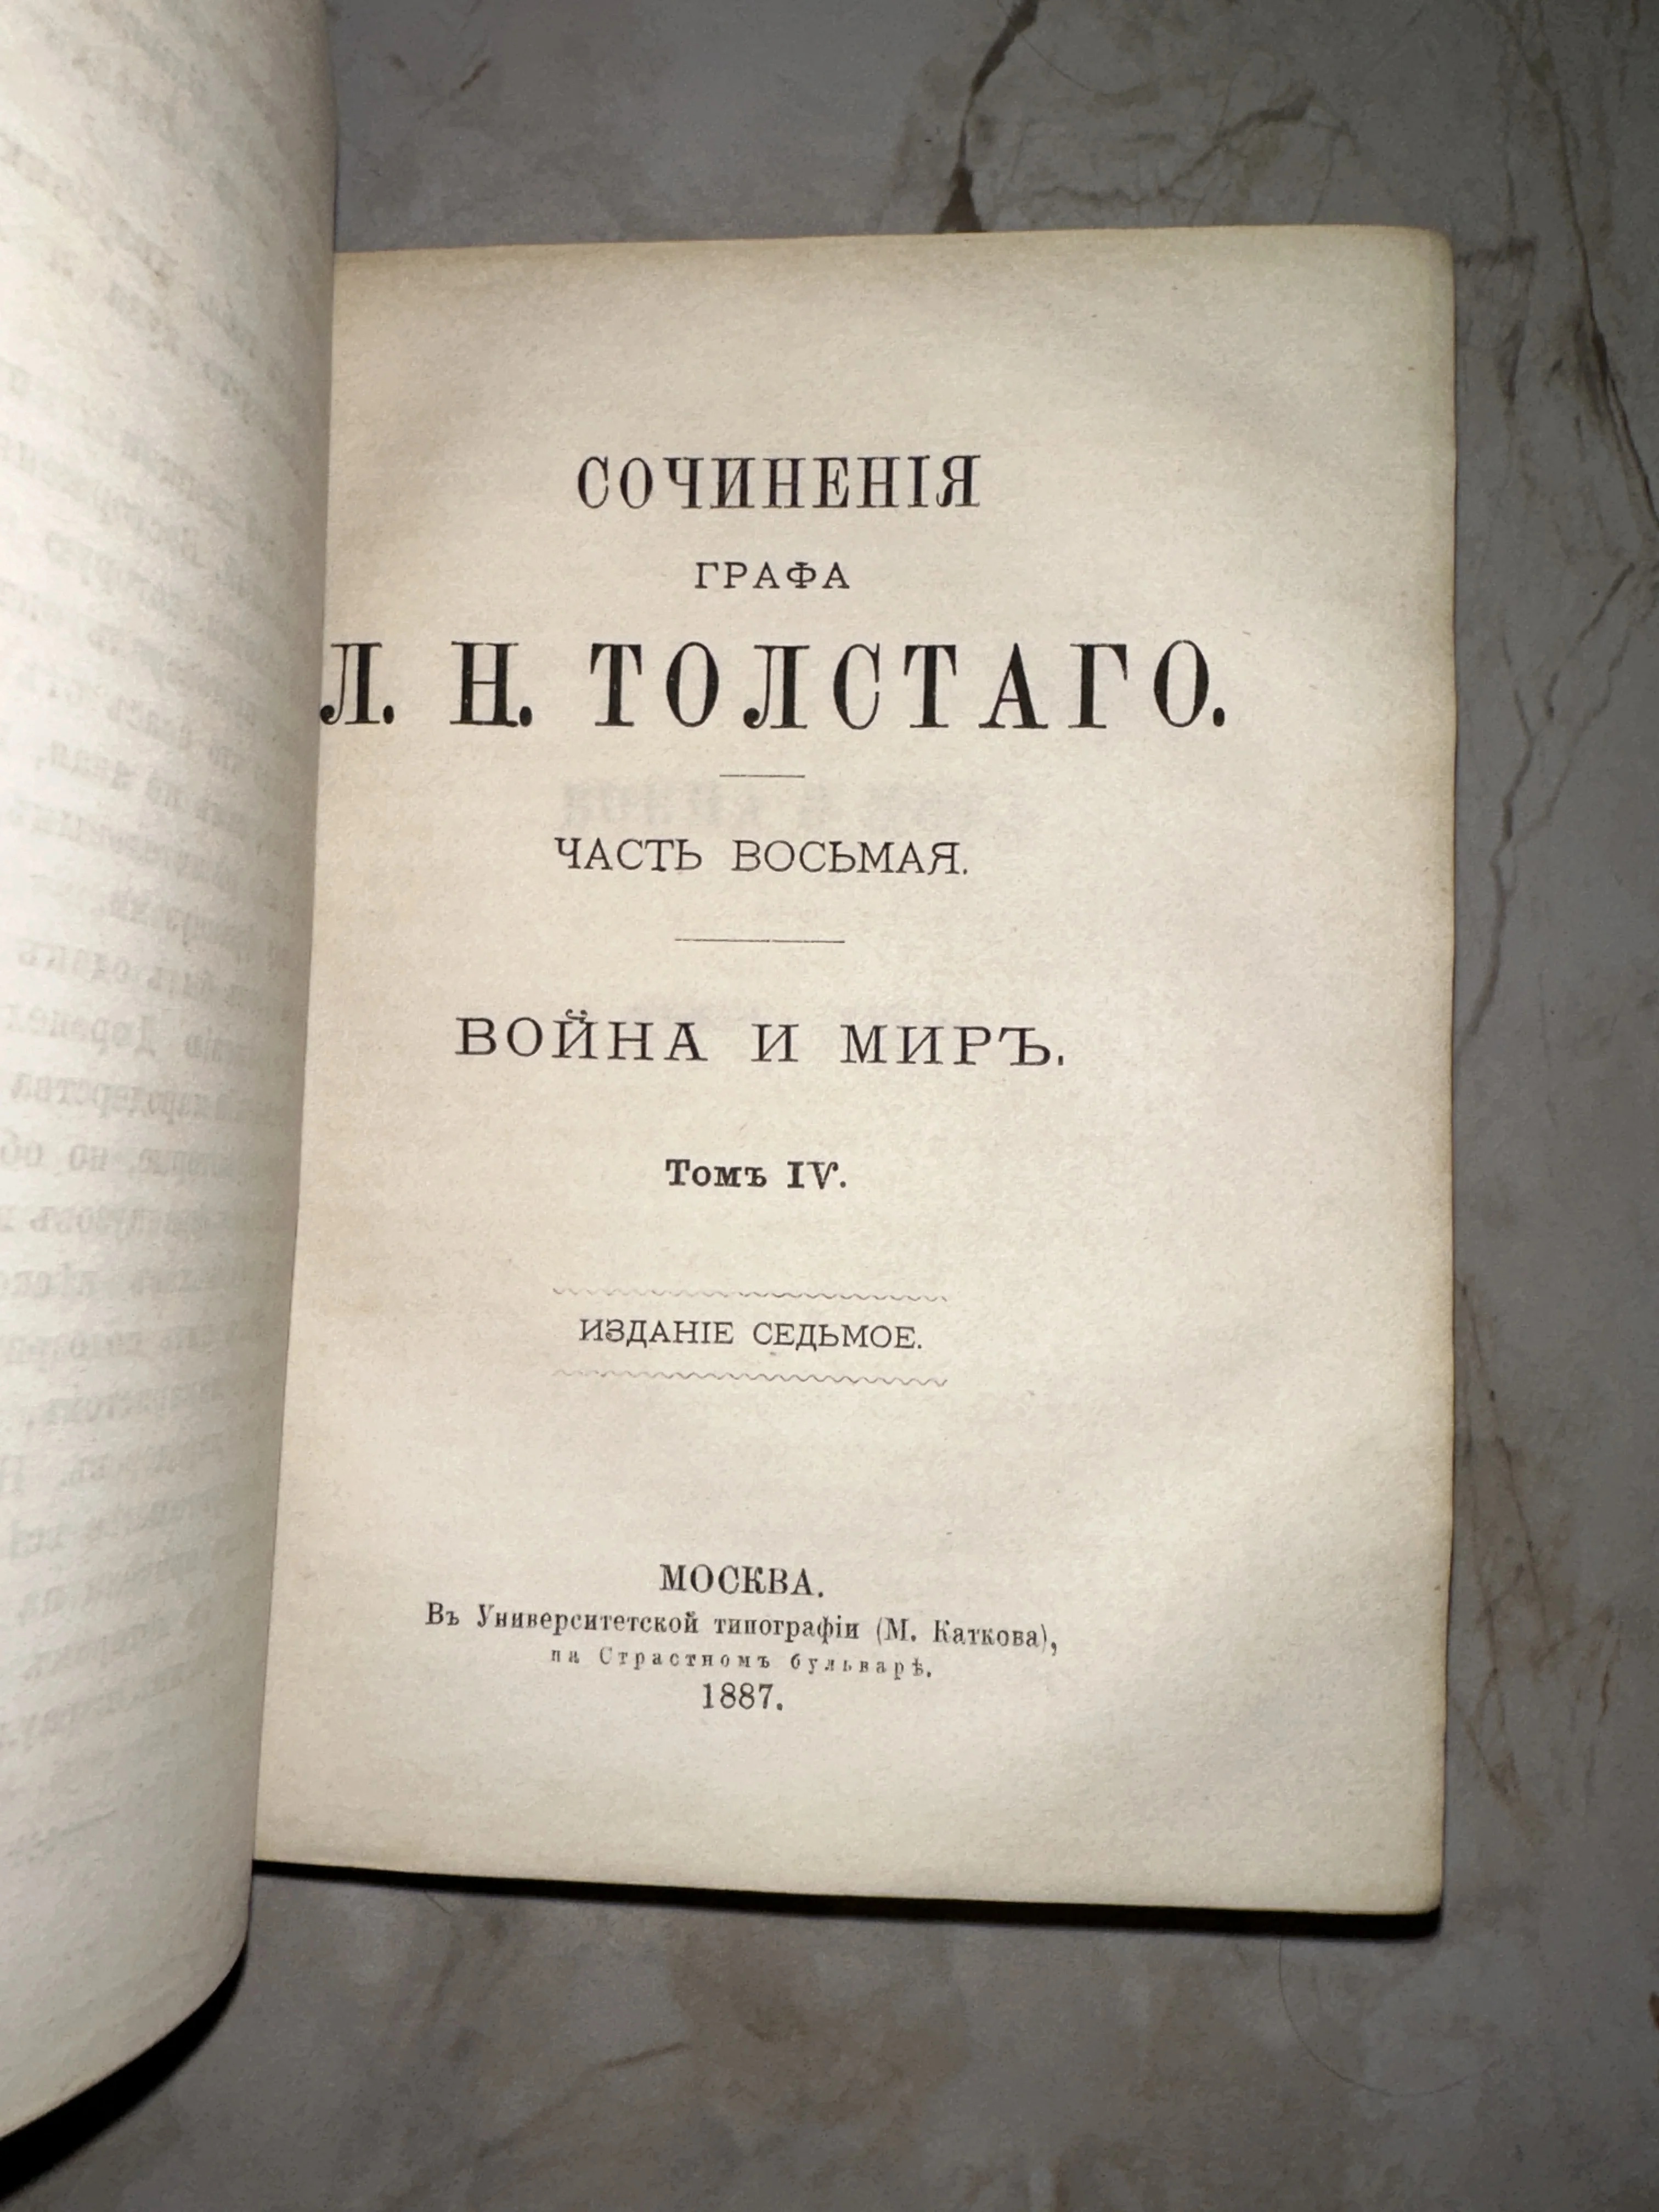 СОЧИНЕНІЯ
ГРАФА
Л. Н. ТОЛСТАГО.
ЧАСТЬ ВОСЬМАЯ.
ВОЙНА И МИРЪ.
Томъ IV.
ИЗДАНІЕ СЕДЬМОЕ.
МОСКВА.
Въ Университетской типографіи (М. Каткова),
на Страстномъ бульварѣ.
1887.